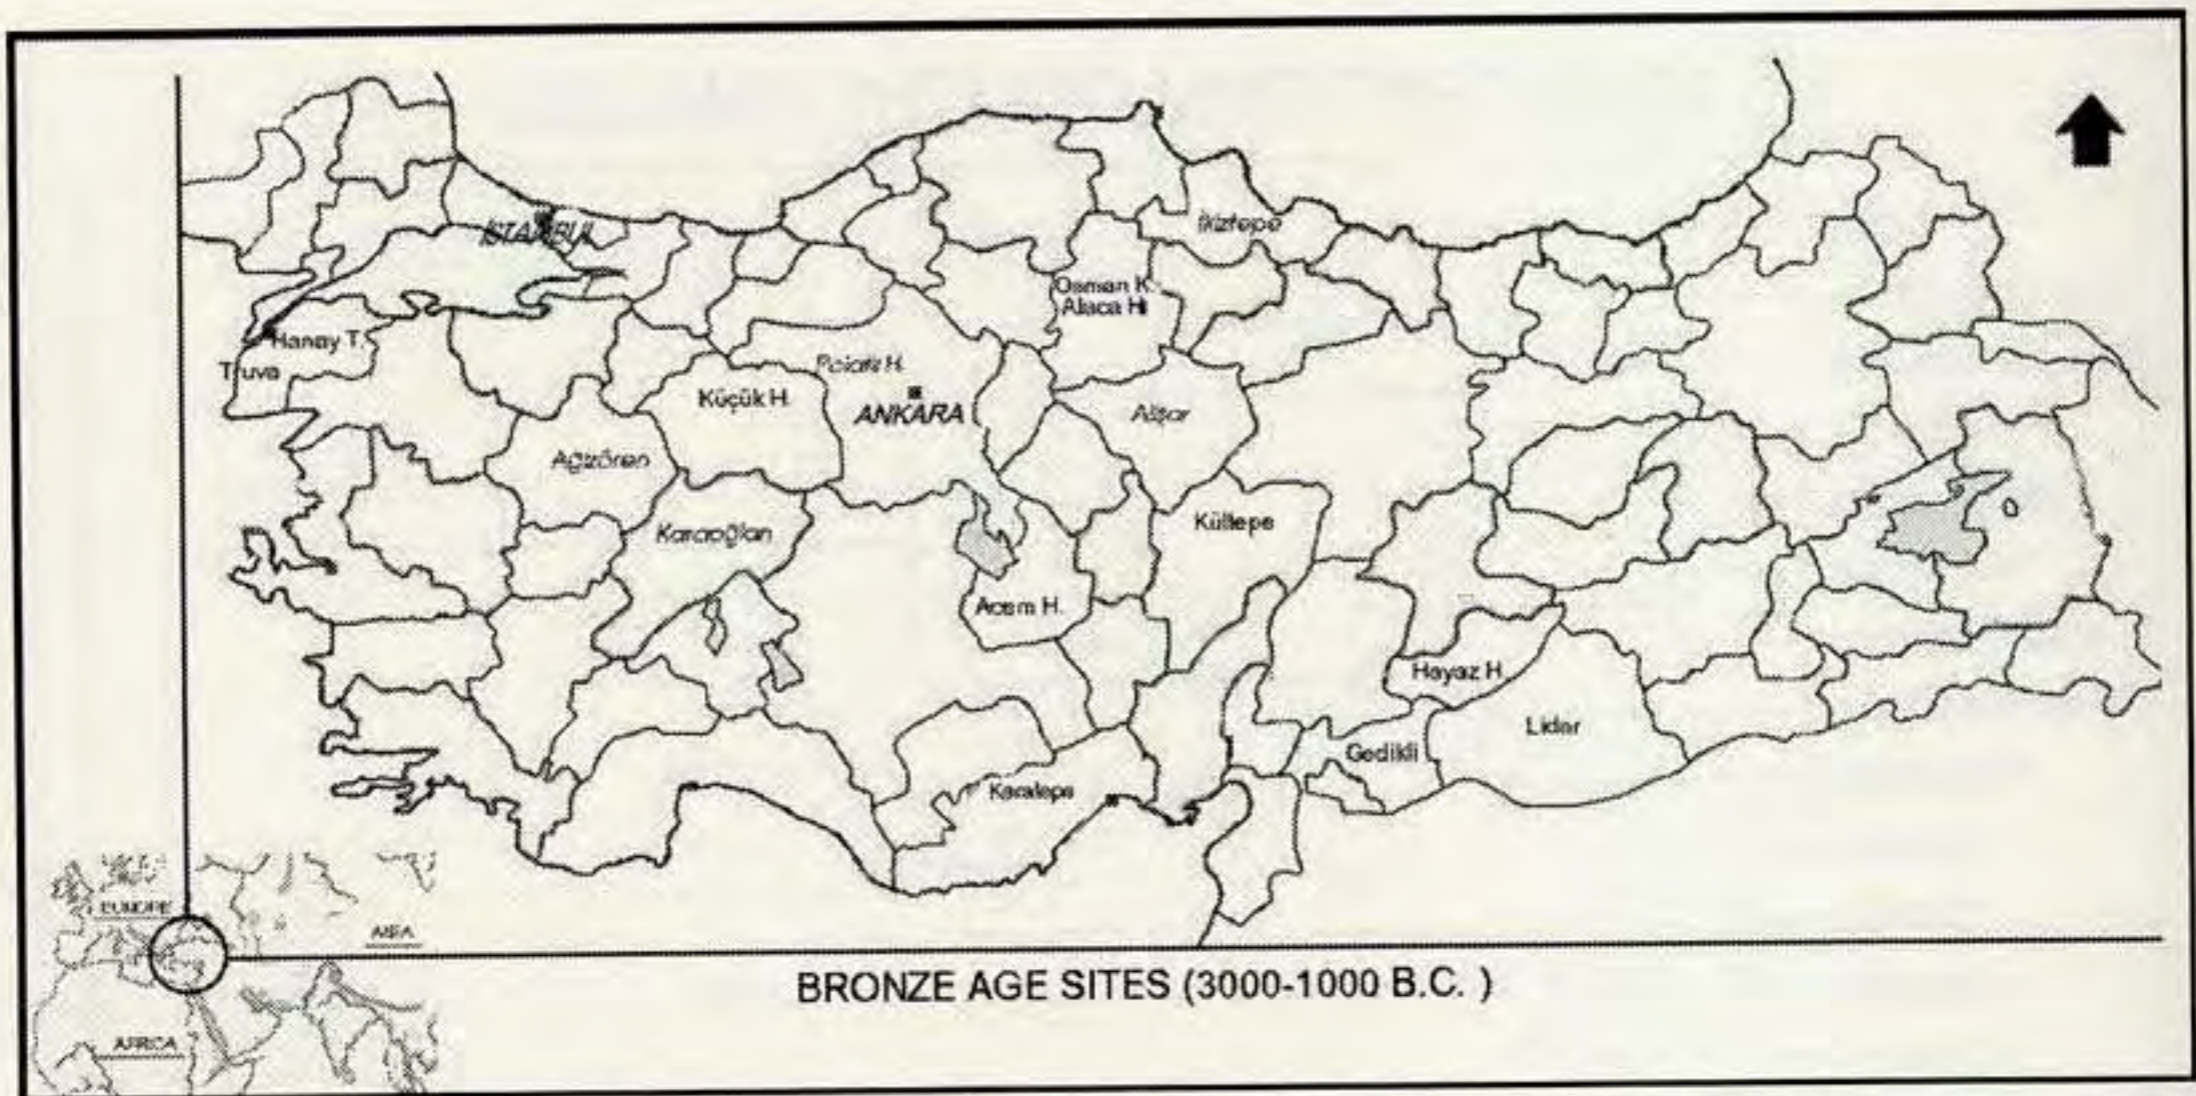 İSTANBUL
İkiztepe
Osman K.
Alaca H
Hanay T.
Truva
Polatlı H.
Küçük H.
ANKARA
Alişar
Ağızören
Karaoğlan
Kültepe
Acem H.
Hayaz H
Lidar
Gedikli
Karatepe
EUROPE
ASIA
AFRICA
BRONZE AGE SITES (3000-1000 B.C. )